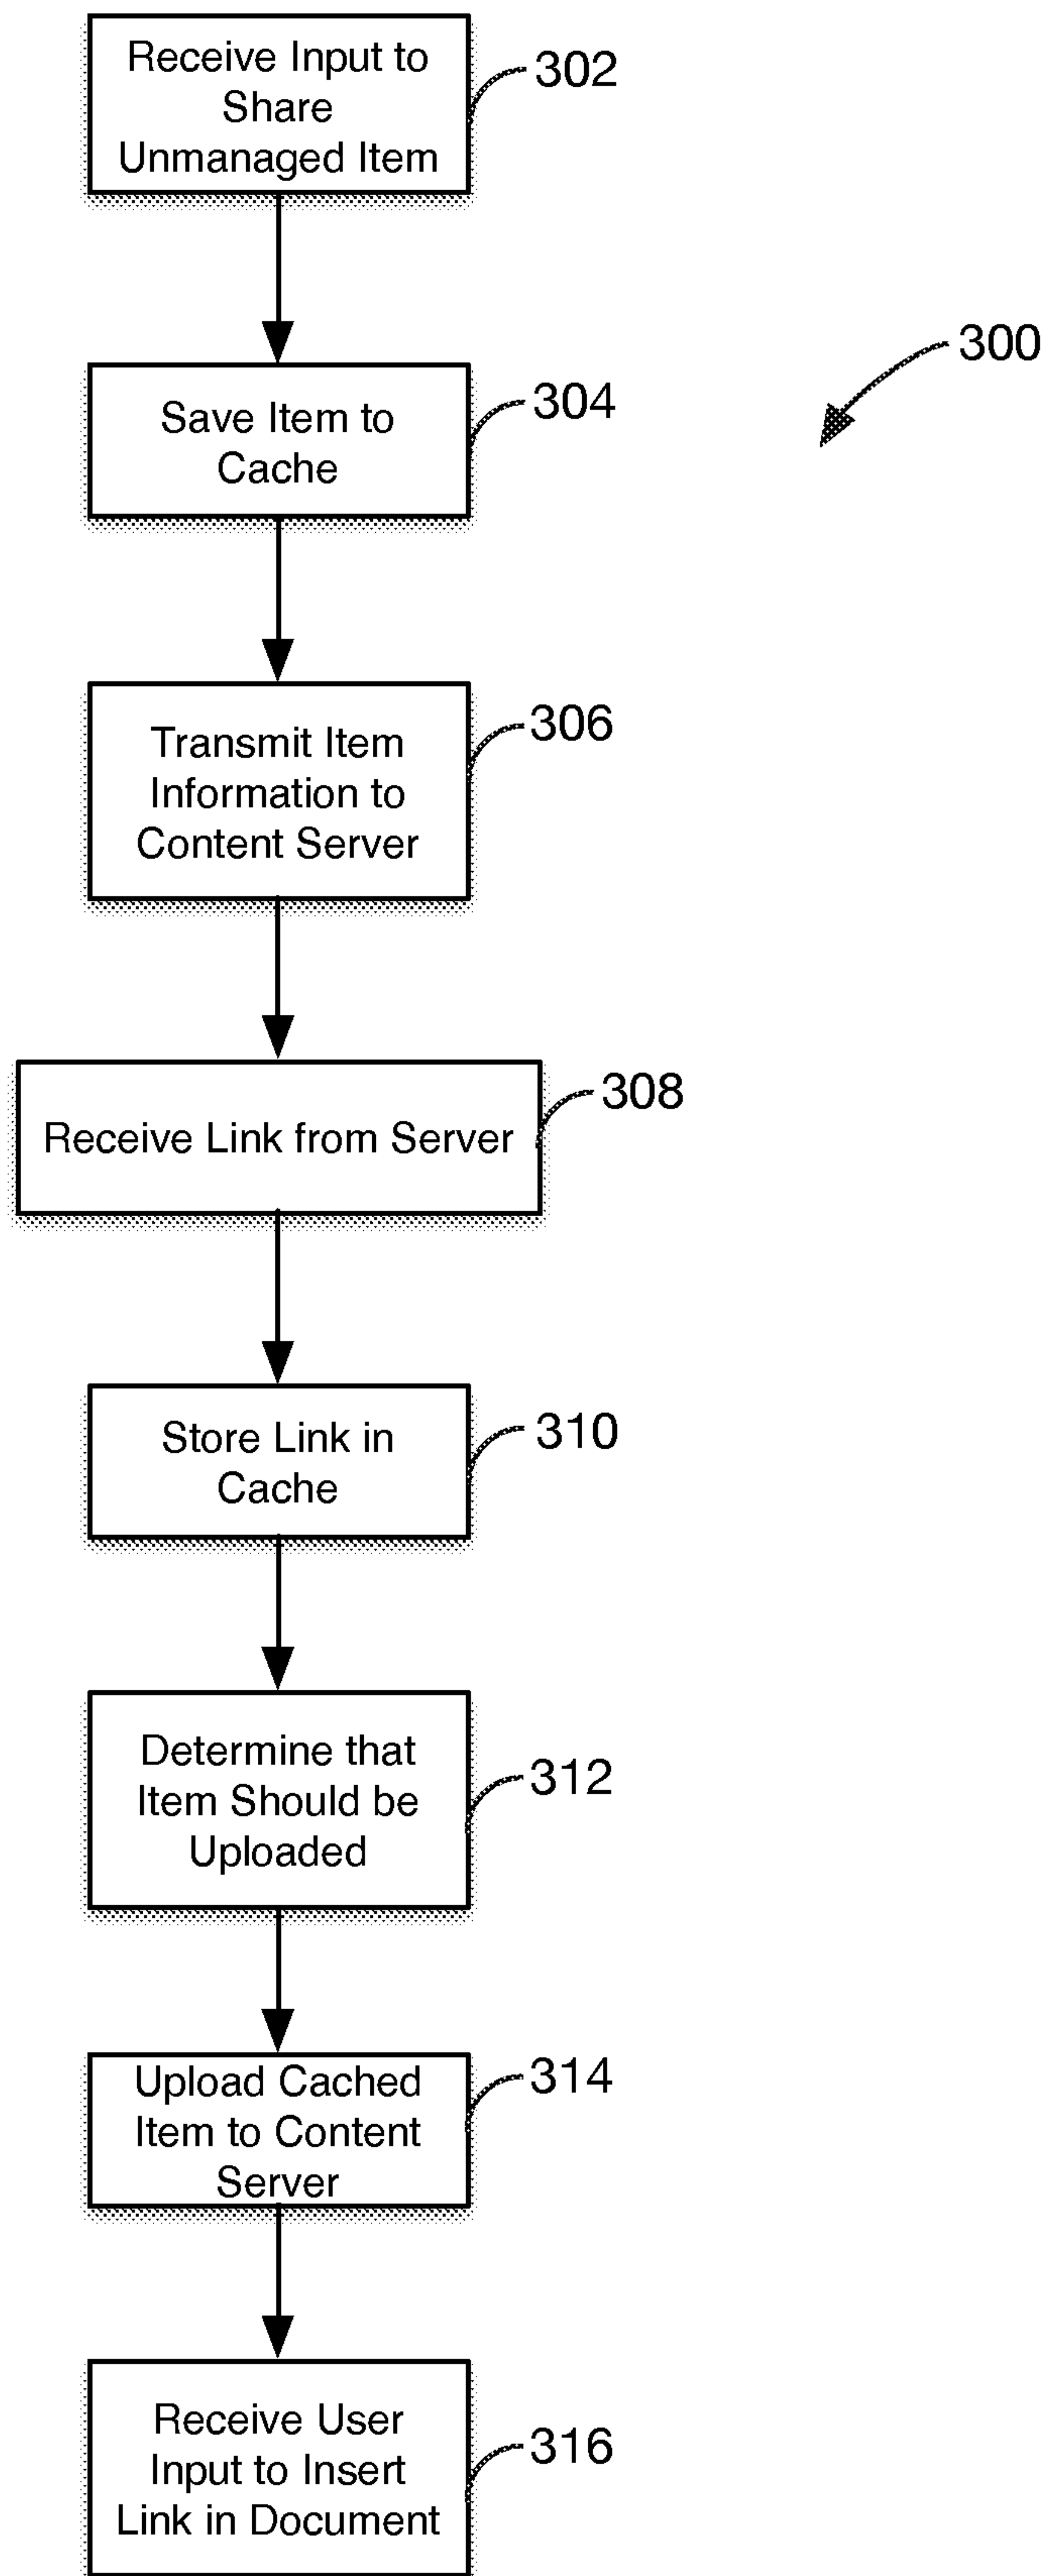 Receive Input to
Share
Unmanaged Item
302
300
Save Item to
Cache
304
Transmit Item
Information to
Content Server
306
Receive Link from Server
308
Store Link in
Cache
310
Determine that
Item Should be
Uploaded
312
Upload Cached
Item to Content
Server
314
Receive User
Input to Insert
Link in Document
316